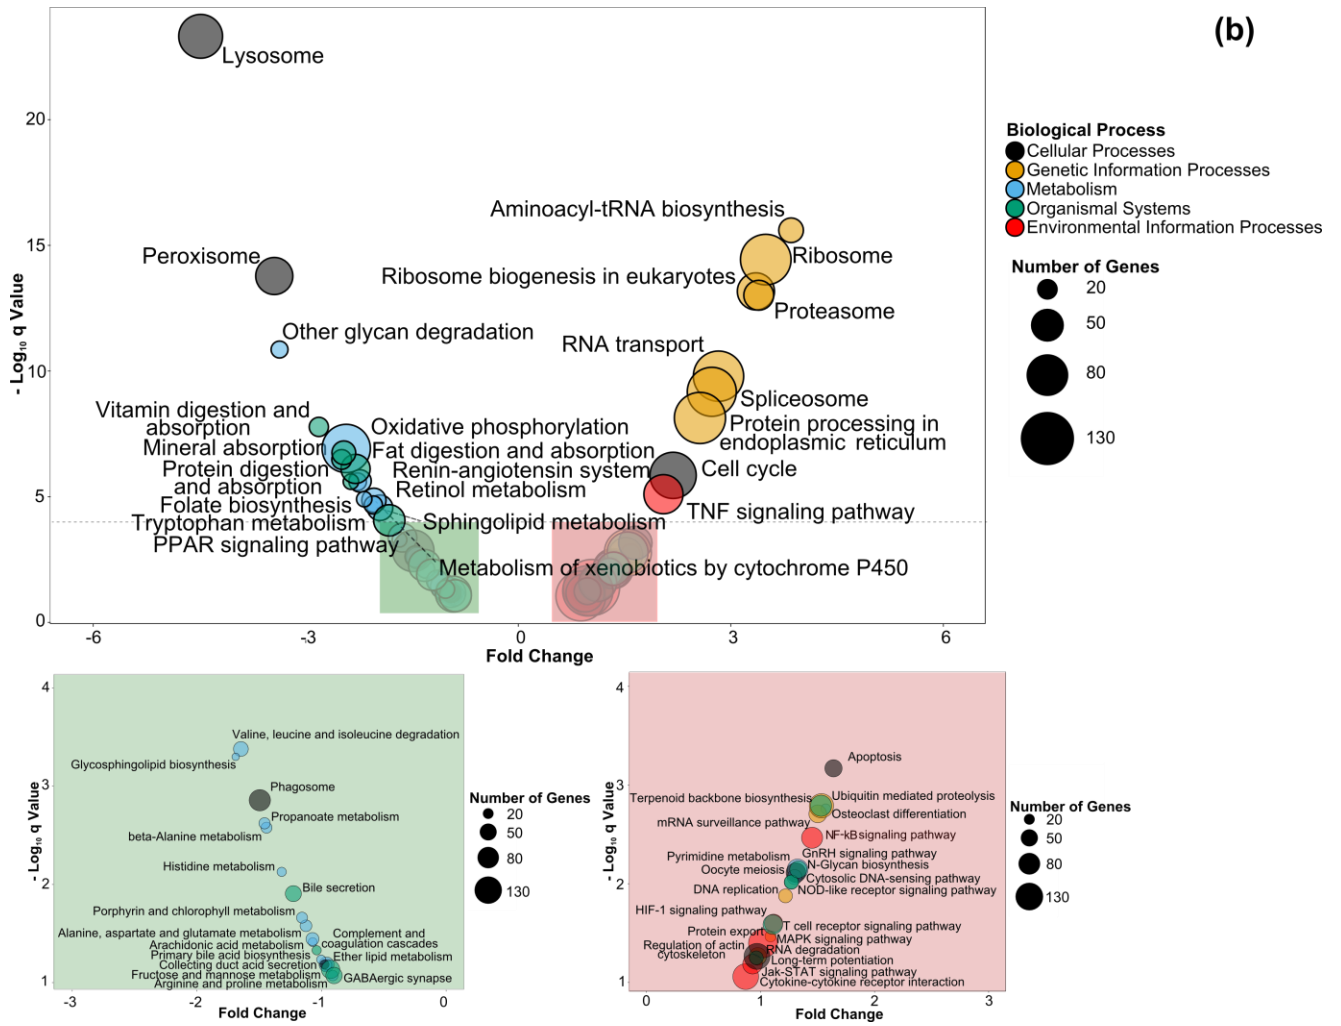 (b)
Lysosome
20
Biological Process
Cellular Processes
Genetic Information Processes
Metabolism
Organismal Systems
Environmental Information Processes
Aminoacyl-tRNA biosynthesis
15
Peroxisome
Ribosome
Ribosome biogenesis in eukaryotes
Proteasome
Number of Genes
20
50
80
130
- Log₁₀ q Value
Other glycan degradation
RNA transport
10
Spliceosome
Vitamin digestion and
absorption
Oxidative phosphorylation
Protein processing in
endoplasmic reticulum
Mineral absorption
Fat digestion and absorption
Protein digestion
and absorption
Renin-angiotensin system
Cell cycle
Retinol metabolism
5
Folate biosynthesis
TNF signaling pathway
Tryptophan metabolism
Sphingolipid metabolism
PPAR signaling pathway
Metabolism of xenobiotics by cytochrome P450
0
-6
-3
0
3
6
Fold Change
4
3
2
1
- Log₁₀ q Value
Valine, leucine and isoleucine degradation
Glycosphingolipid biosynthesis
Phagosome
Propanoate metabolism
beta-Alanine metabolism
Histidine metabolism
Bile secretion
Porphyrin and chlorophyll metabolism
Alanine, aspartate and glutamate metabolism
Complement and
coagulation cascades
Arachidonic acid metabolism
Primary bile acid biosynthesis
Ether lipid metabolism
Collecting duct acid secretion
Fructose and mannose metabolism
GABAergic synapse
Arginine and proline metabolism
-3
-2
-1
0
Fold Change
Number of Genes
20
50
80
130
4
3
2
1
- Log₁₀ q Value
Apoptosis
Terpenoid backbone biosynthesis
Ubiquitin mediated proteolysis
Osteoclast differentiation
mRNA surveillance pathway
NF-kB signaling pathway
GnRH signaling pathway
Pyrimidine metabolism
N-Glycan biosynthesis
Oocyte meiosis
Cytosolic DNA-sensing pathway
DNA replication
NOD-like receptor signaling pathway
HIF-1 signaling pathway
T cell receptor signaling pathway
Protein export
MAPK signaling pathway
Regulation of actin
cytoskeleton
RNA degradation
Long-term potentiation
Jak-STAT signaling pathway
Cytokine-cytokine receptor interaction
0
1
2
3
Fold Change
Number of Genes
20
50
80
130